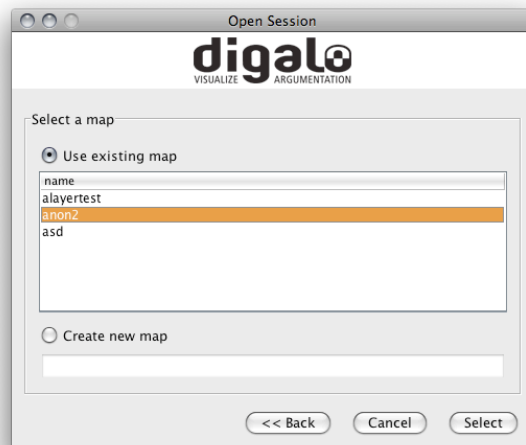 Open Session
digalo
VISUALIZE ARGUMENTATION
Select a map
Use existing map
name
alayertest
anon2
asd
Create new map
<< Back Cancel Select